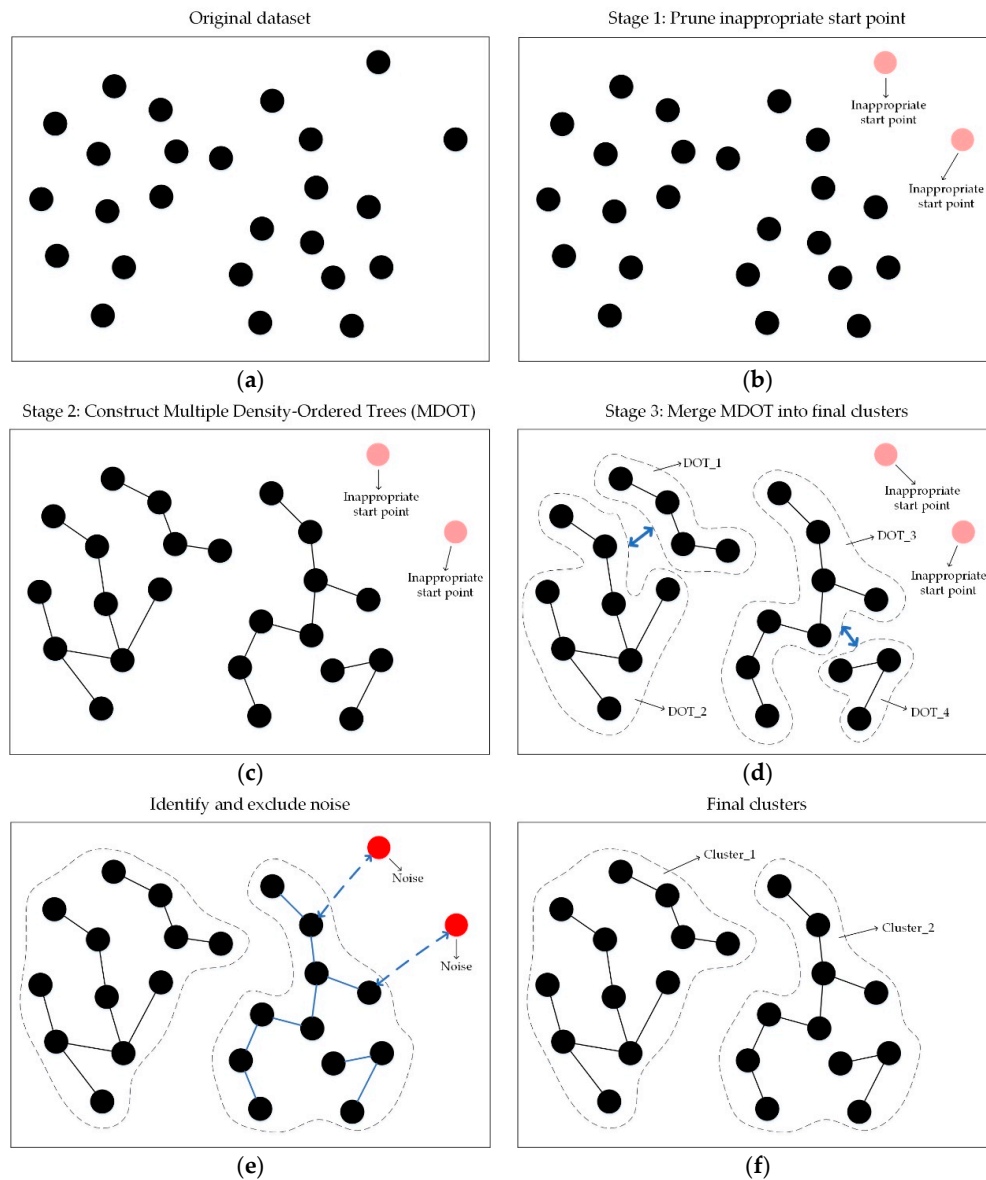 Original dataset
Stage 1: Prune inappropriate start point
Inappropriate
start point
Inappropriate
start point
(a)
(b)
Stage 2: Construct Multiple Density-Ordered Trees (MDOT)
Stage 3: Merge MDOT into final clusters
Inappropriate
start point
Inappropriate
start point
DOT_1
Inappropriate
start point
DOT_3
Inappropriate
start point
DOT_2
DOT_4
(c)
(d)
Identify and exclude noise
Final clusters
Noise
Noise
Cluster_1
Cluster_2
(e)
(f)